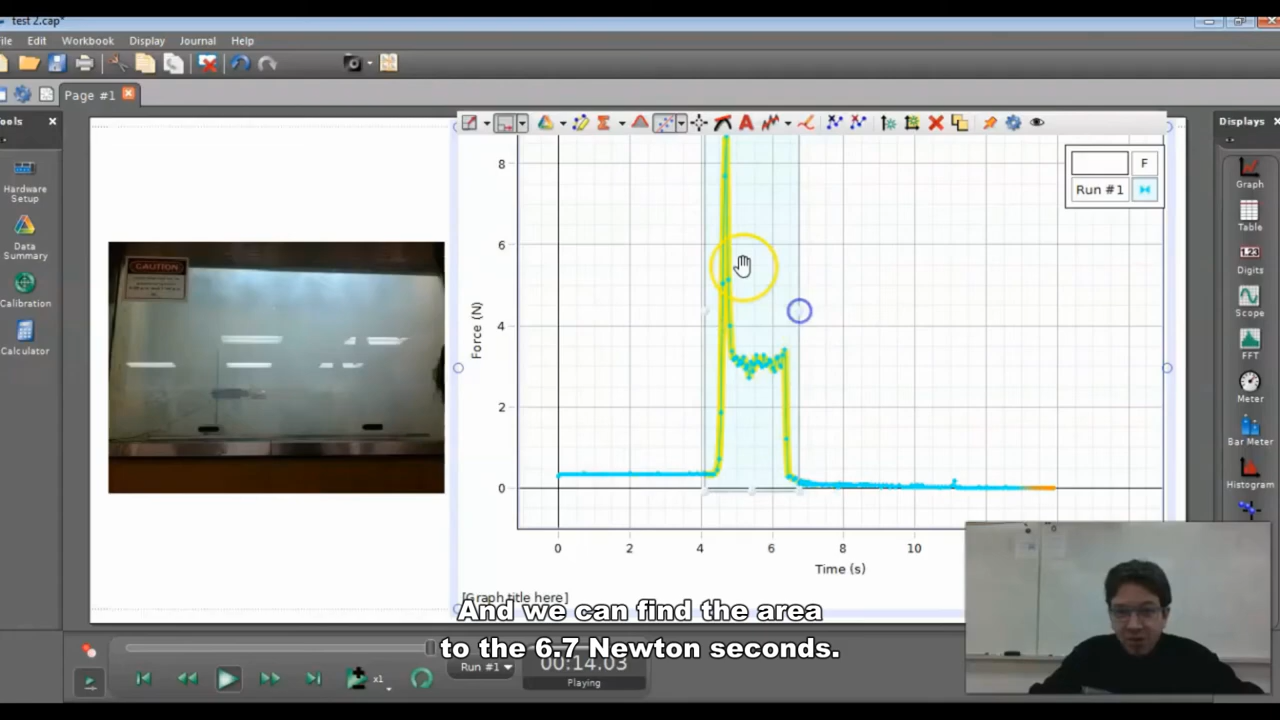 test 2.cap*
File Edit Workbook Display Journal Help
Page #1
Tools
Hardware
Setup
Data
Summary
Calibration
Calculator
CAUTION
Force (N)
8
6
4
2
0
0 2 4 6 8 10
Time (s)
[Graph title here]
F
Run #1
Displays
Graph
Table
1.23
Digits
Scope
FFT
Meter
Bar Meter
Histogram
And we can find the area
to the 6.7 Newton seconds.
x1
Run #1
00:14.03
Playing